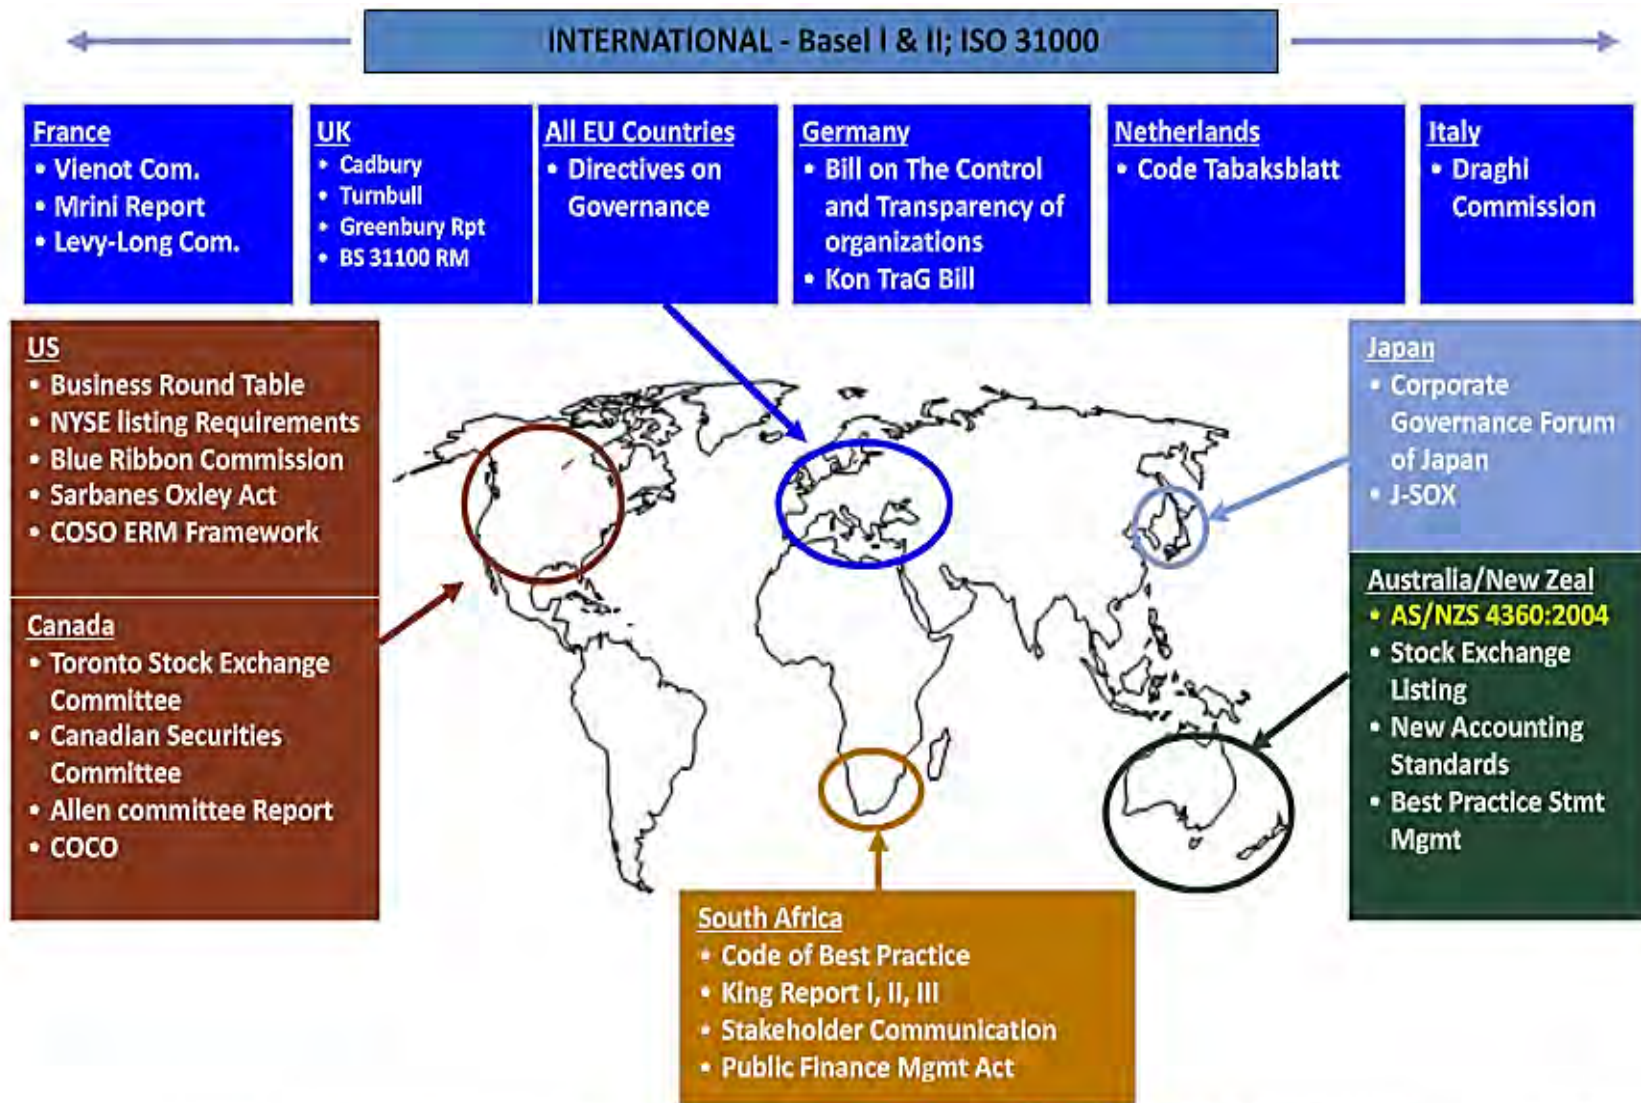 INTERNATIONAL - Basel I & II; ISO 31000
France
• Vienot Com.
• Mrini Report
• Levy-Long Com.
UK
• Cadbury
• Turnbull
• Greenbury Rpt
• BS 31100 RM
All EU Countries
• Directives on
Governance
Germany
• Bill on The Control
and Transparency of
organizations
• Kon TraG Bill
Netherlands
• Code Tabaksblatt
Italy
• Draghi
Commission
US
• Business Round Table
• NYSE listing Requirements
• Blue Ribbon Commission
• Sarbanes Oxley Act
• COSO ERM Framework
Canada
• Toronto Stock Exchange
Committee
• Canadian Securities
Committee
• Allen committee Report
• COCO
Japan
• Corporate
Governance Forum
of Japan
• J-SOX
Australia/New Zeal
• AS/NZS 4360:2004
• Stock Exchange
Listing
• New Accounting
Standards
• Best Practice Stmt
Mgmt
South Africa
• Code of Best Practice
• King Report I, II, III
• Stakeholder Communication
• Public Finance Mgmt Act